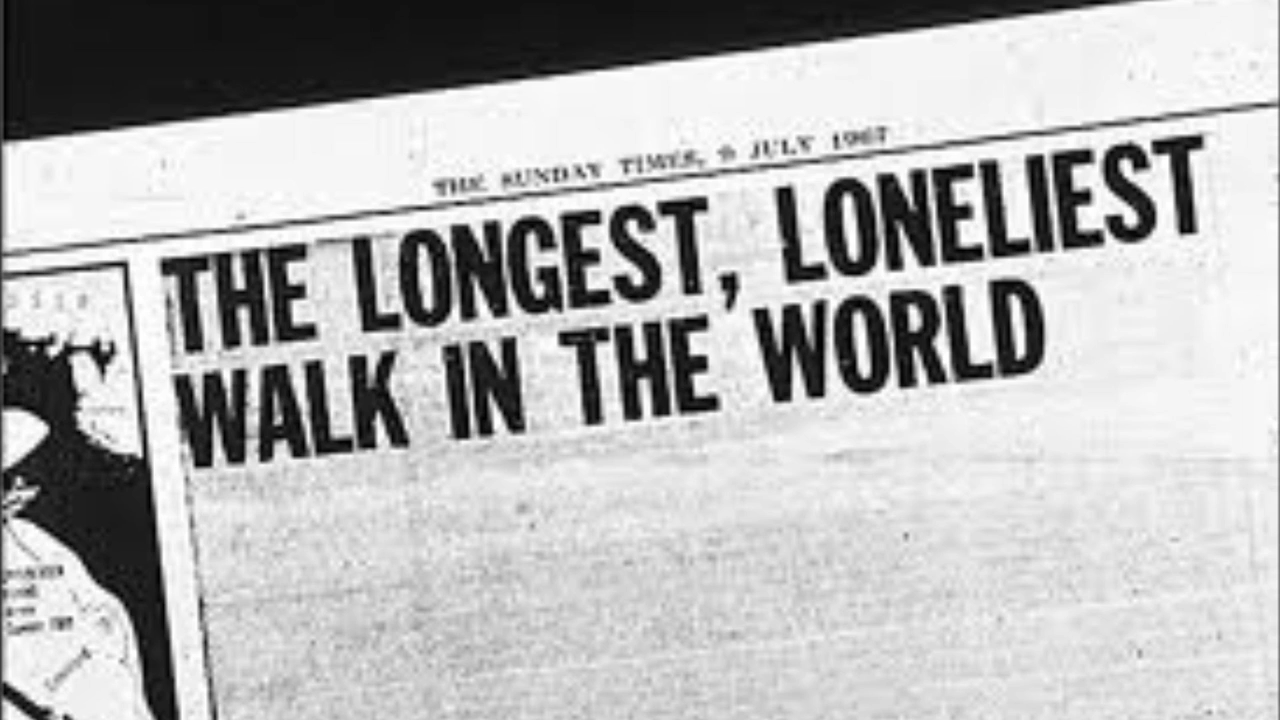 THE SUNDAY TIMES, 9 JULY 1967
THE LONGEST, LONELIEST
WALK IN THE WORLD